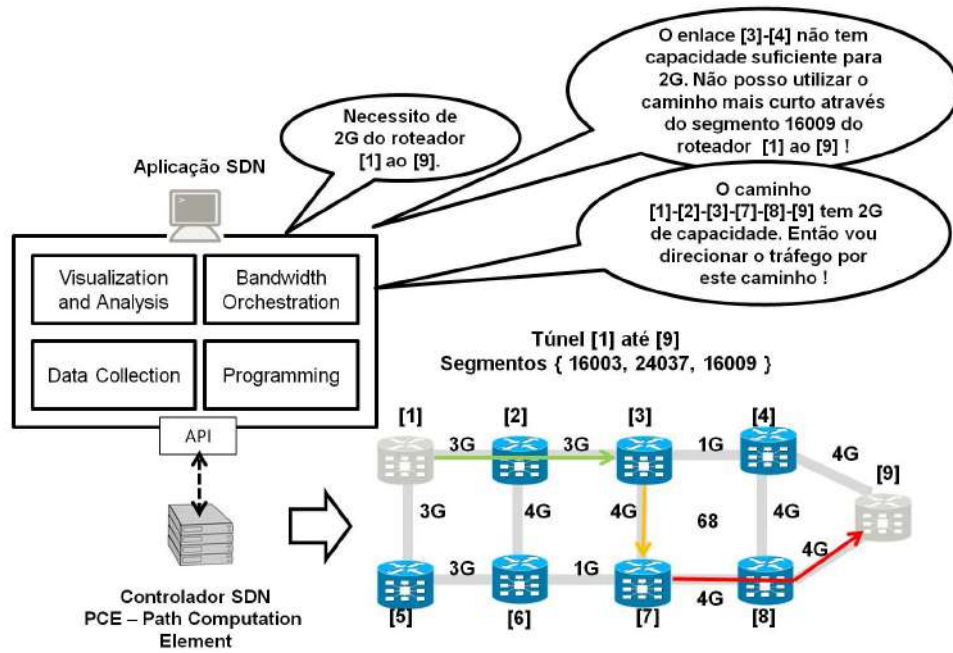 O enlace [3]-[4] não tem
capacidade suficiente para
2G. Não posso utilizar o
caminho mais curto através
do segmento 16009 do
roteador [1] ao [9] !
Necessito de
2G do roteador
[1] ao [9].
Aplicação SDN
O caminho
[1]-[2]-[3]-[7]-[8]-[9] tem 2G
de capacidade. Então vou
direcionar o tráfego por
este caminho !
Visualization
and Analysis
Bandwidth
Orchestration
Data Collection
Programming
API
Controlador SDN
PCE – Path Computation
Element
Túnel [1] até [9]
Segmentos { 16003, 24037, 16009 }
[1]
[2]
[3]
[4]
3G
3G
1G
4G
[9]
3G
4G
4G
68
4G
4G
3G
1G
4G
[5]
[6]
[7]
[8]